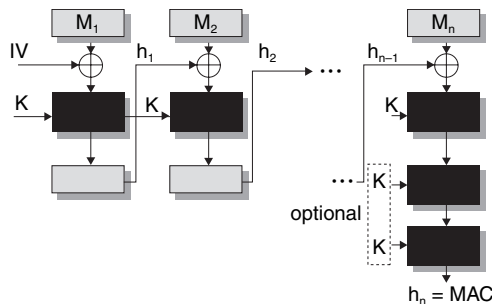 M1 M2 Mn
IV h1 h2 ... hn–1
K K K
... K
optional
K
hn = MAC